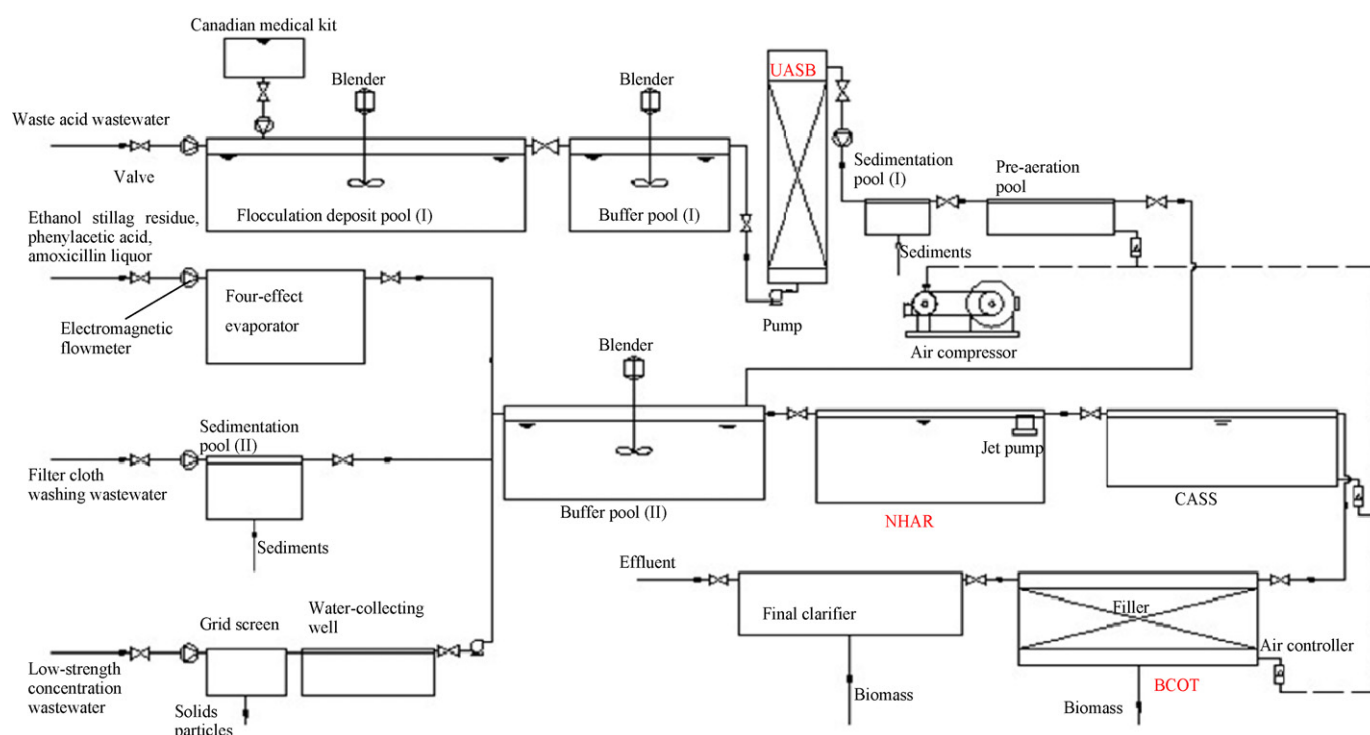 Canadian medical kit
Blender
Blender
UASB
Waste acid wastewater
Valve
Flocculation deposit pool (I)
Buffer pool (I)
Sedimentation
pool (I)
Pre-aeration
pool
Sediments
Ethanol stillag residue,
phenylacetic acid,
amoxicillin liquor
Four-effect
evaporator
Electromagnetic
flowmeter
Pump
Air compressor
Blender
Sedimentation
pool (II)
Filter cloth
washing wastewater
Sediments
Buffer pool (II)
Jet pump
NHAR
CASS
Effluent
Final clarifier
Filler
Air controller
Grid screen
Water-collecting
well
Low-strength
concentration
wastewater
Solids
particles
Biomass
Biomass
BCOT